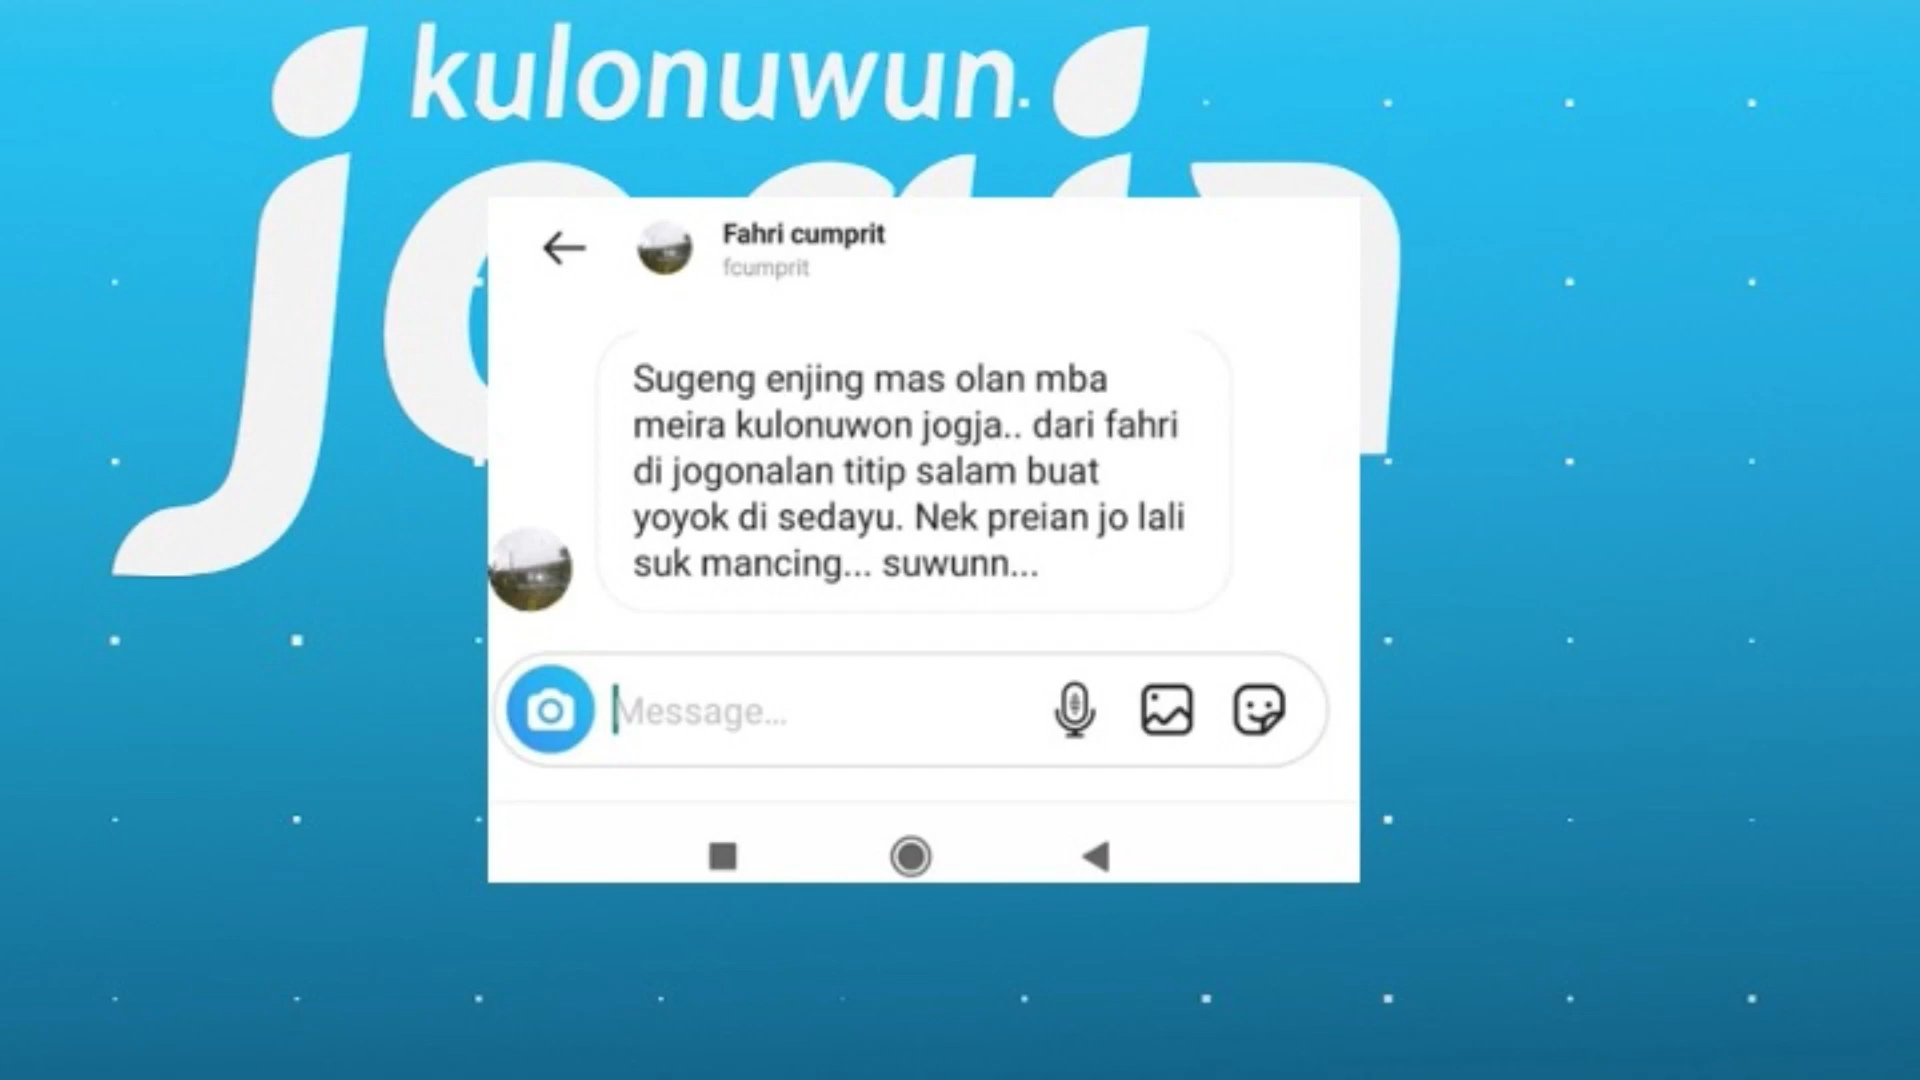 kulonuwun
Fahri cumprit
fcumprit
Sugeng enjing mas olan mba
meira kulonuwon jogja.. dari fahri
di jogonalan titip salam buat
yoyok di sedayu. Nek preian jo lali
suk mancing... suwunn...
Message...